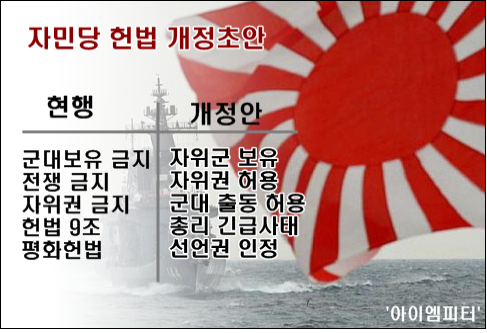 자민당 헌법 개정초안
현행 개정안
군대보유 금지 자위군 보유
전쟁 금지 자위권 허용
자위권 금지 군대 출동 허용
헌법 9조 총리 긴급사태
평화헌법 선언권 인정
'아이엠피터'